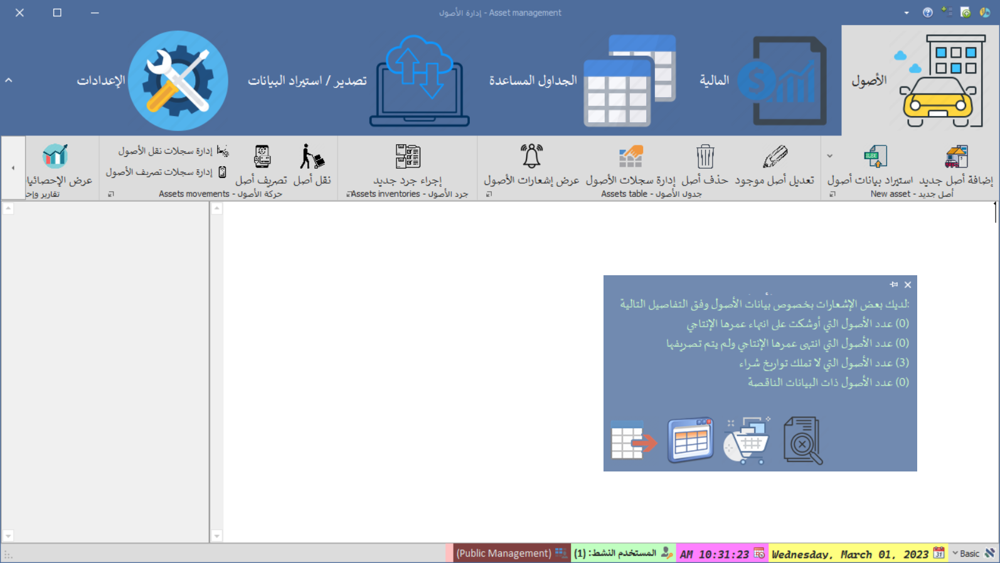 إدارة الأصول - Asset management
الأصول
المالية
الجداول المساعدة
تصدير / استيراد البيانات
الإعدادات
إضافة أصل جديد
استيراد بيانات أصول
أصل جديد - New asset
تعديل أصل موجود
حذف أصل
إدارة سجلات الأصول
عرض إشعارات الأصول
جدول الأصول - Assets table
إجراء جرد جديد
جرد الأصول - Assets inventories
نقل أصل
تصريف أصل
إدارة سجلات نقل الأصول
إدارة سجلات تصريف الأصول
حركة الأصول - Assets movements
عرض الإحصائيا
تقارير وإح
لديك بعض الإشعارات بخصوص بيانات الأصول وفق التفاصيل التالية:
(0) عدد الأصول التي أوشكت على انتهاء عمرها الإنتاجي
(0) عدد الأصول التي انتهى عمرها الإنتاجي ولم يتم تصريفها
(3) عدد الأصول التي لا تملك تواريخ شراء
(0) عدد الأصول ذات البيانات الناقصة
Basic
Wednesday, March 01, 2023
AM 10:31:23
المستخدم النشط: (1)
(Public Management)